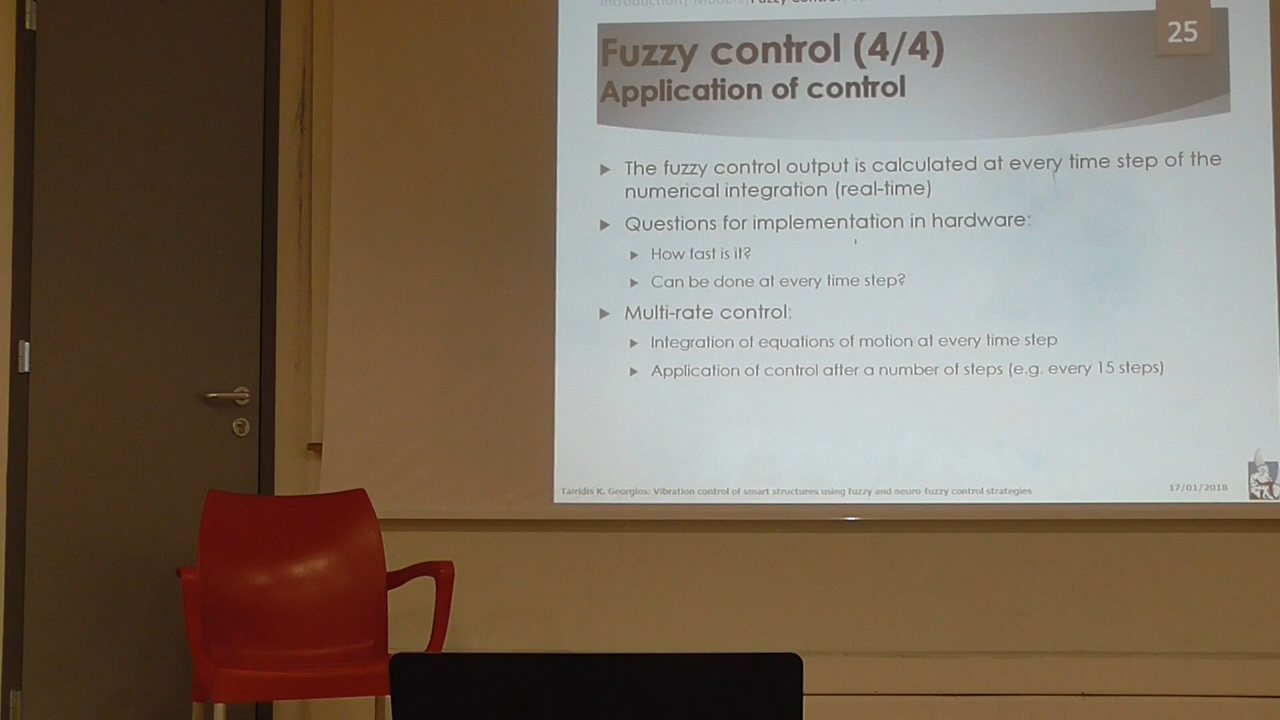 Fuzzy Control
25
Fuzzy control (4/4)
Application of control
The fuzzy control output is calculated at every time step of the
numerical integration (real-time)
Questions for implementation in hardware:
How fast is it?
Can be done at every time step?
Multi-rate control:
Integration of equations of motion at every time step
Application of control after a number of steps (e.g. every 15 steps)
Tairidis K. Georgios: Vibration control of smart structures using fuzzy and neuro-fuzzy control strategies
17/01/2018